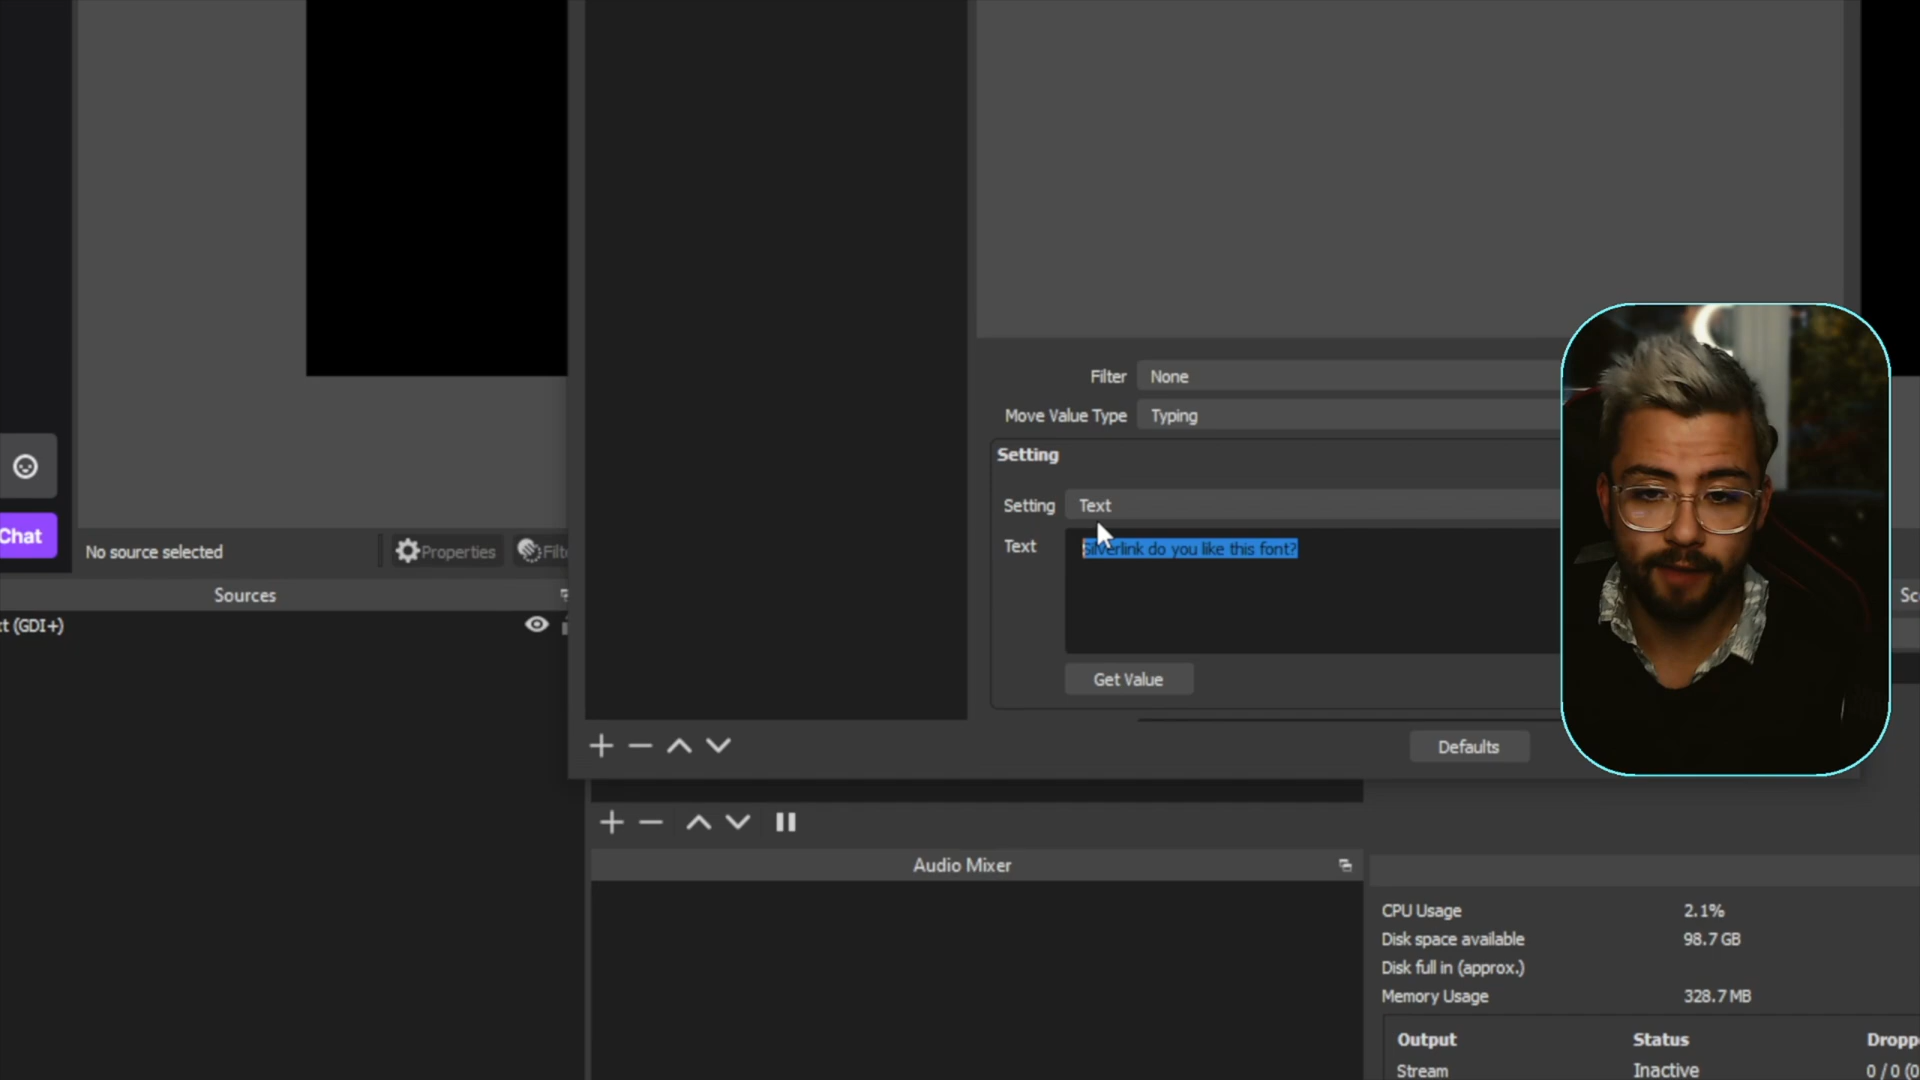 Filter None
Move Value Type Typing
Setting
Setting Text
Text Silverlink do you like this font?
Get Value
Defaults
Chat
No source selected Properties
Sources
(GDI+)
Audio Mixer
CPU Usage 2.1%
Disk space available 98.7 GB
Disk full in (approx.)
Memory Usage 328.7 MB
Output Status Dropp
Stream Inactive 0 / 0 (0